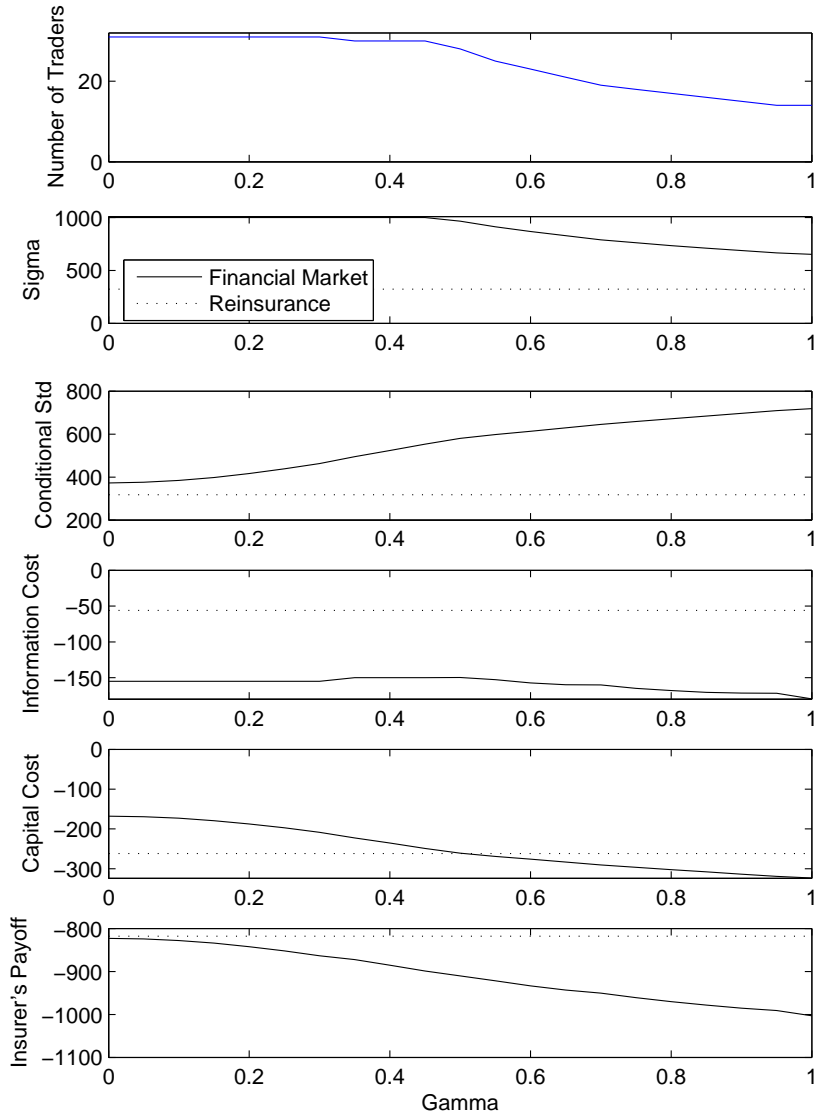 Number of Traders
20
0
0 0.2 0.4 0.6 0.8 1
Sigma
1000
500
0
Financial Market
Reinsurance
0 0.2 0.4 0.6 0.8 1
Conditional Std
800
600
400
200
0 0.2 0.4 0.6 0.8 1
Information Cost
0
−50
−100
−150
0 0.2 0.4 0.6 0.8 1
Capital Cost
0
−100
−200
−300
0 0.2 0.4 0.6 0.8 1
Insurer's Payoff
−800
−900
−1000
−1100
0 0.2 0.4 0.6 0.8 1
Gamma